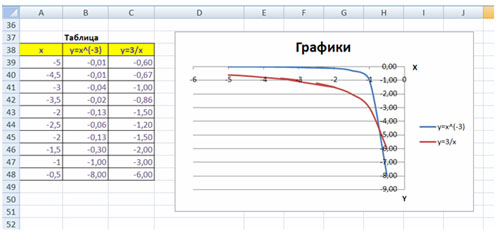 A B C D E F G H I J
36
37 Таблица
38 x y=x^(-3) y=3/x
39 -5 -0,01 -0,60
40 -4,5 -0,01 -0,67
41 -3 -0,04 -1,00
42 -3,5 -0,02 -0,86
43 -2 -0,13 -1,50
44 -2,5 -0,06 -1,20
45 -2 -0,13 -1,50
46 -1,5 -0,30 -2,00
47 -1 -1,00 -3,00
48 -0,5 -8,00 -6,00
49
50
51
52
Графики
0,00 X
-6 -5 -4 -3 -2 -1 0
-1,00
-2,00
-3,00
-4,00
-5,00
-6,00
-7,00
-8,00
-9,00
Y
y=x^(-3)
y=3/x